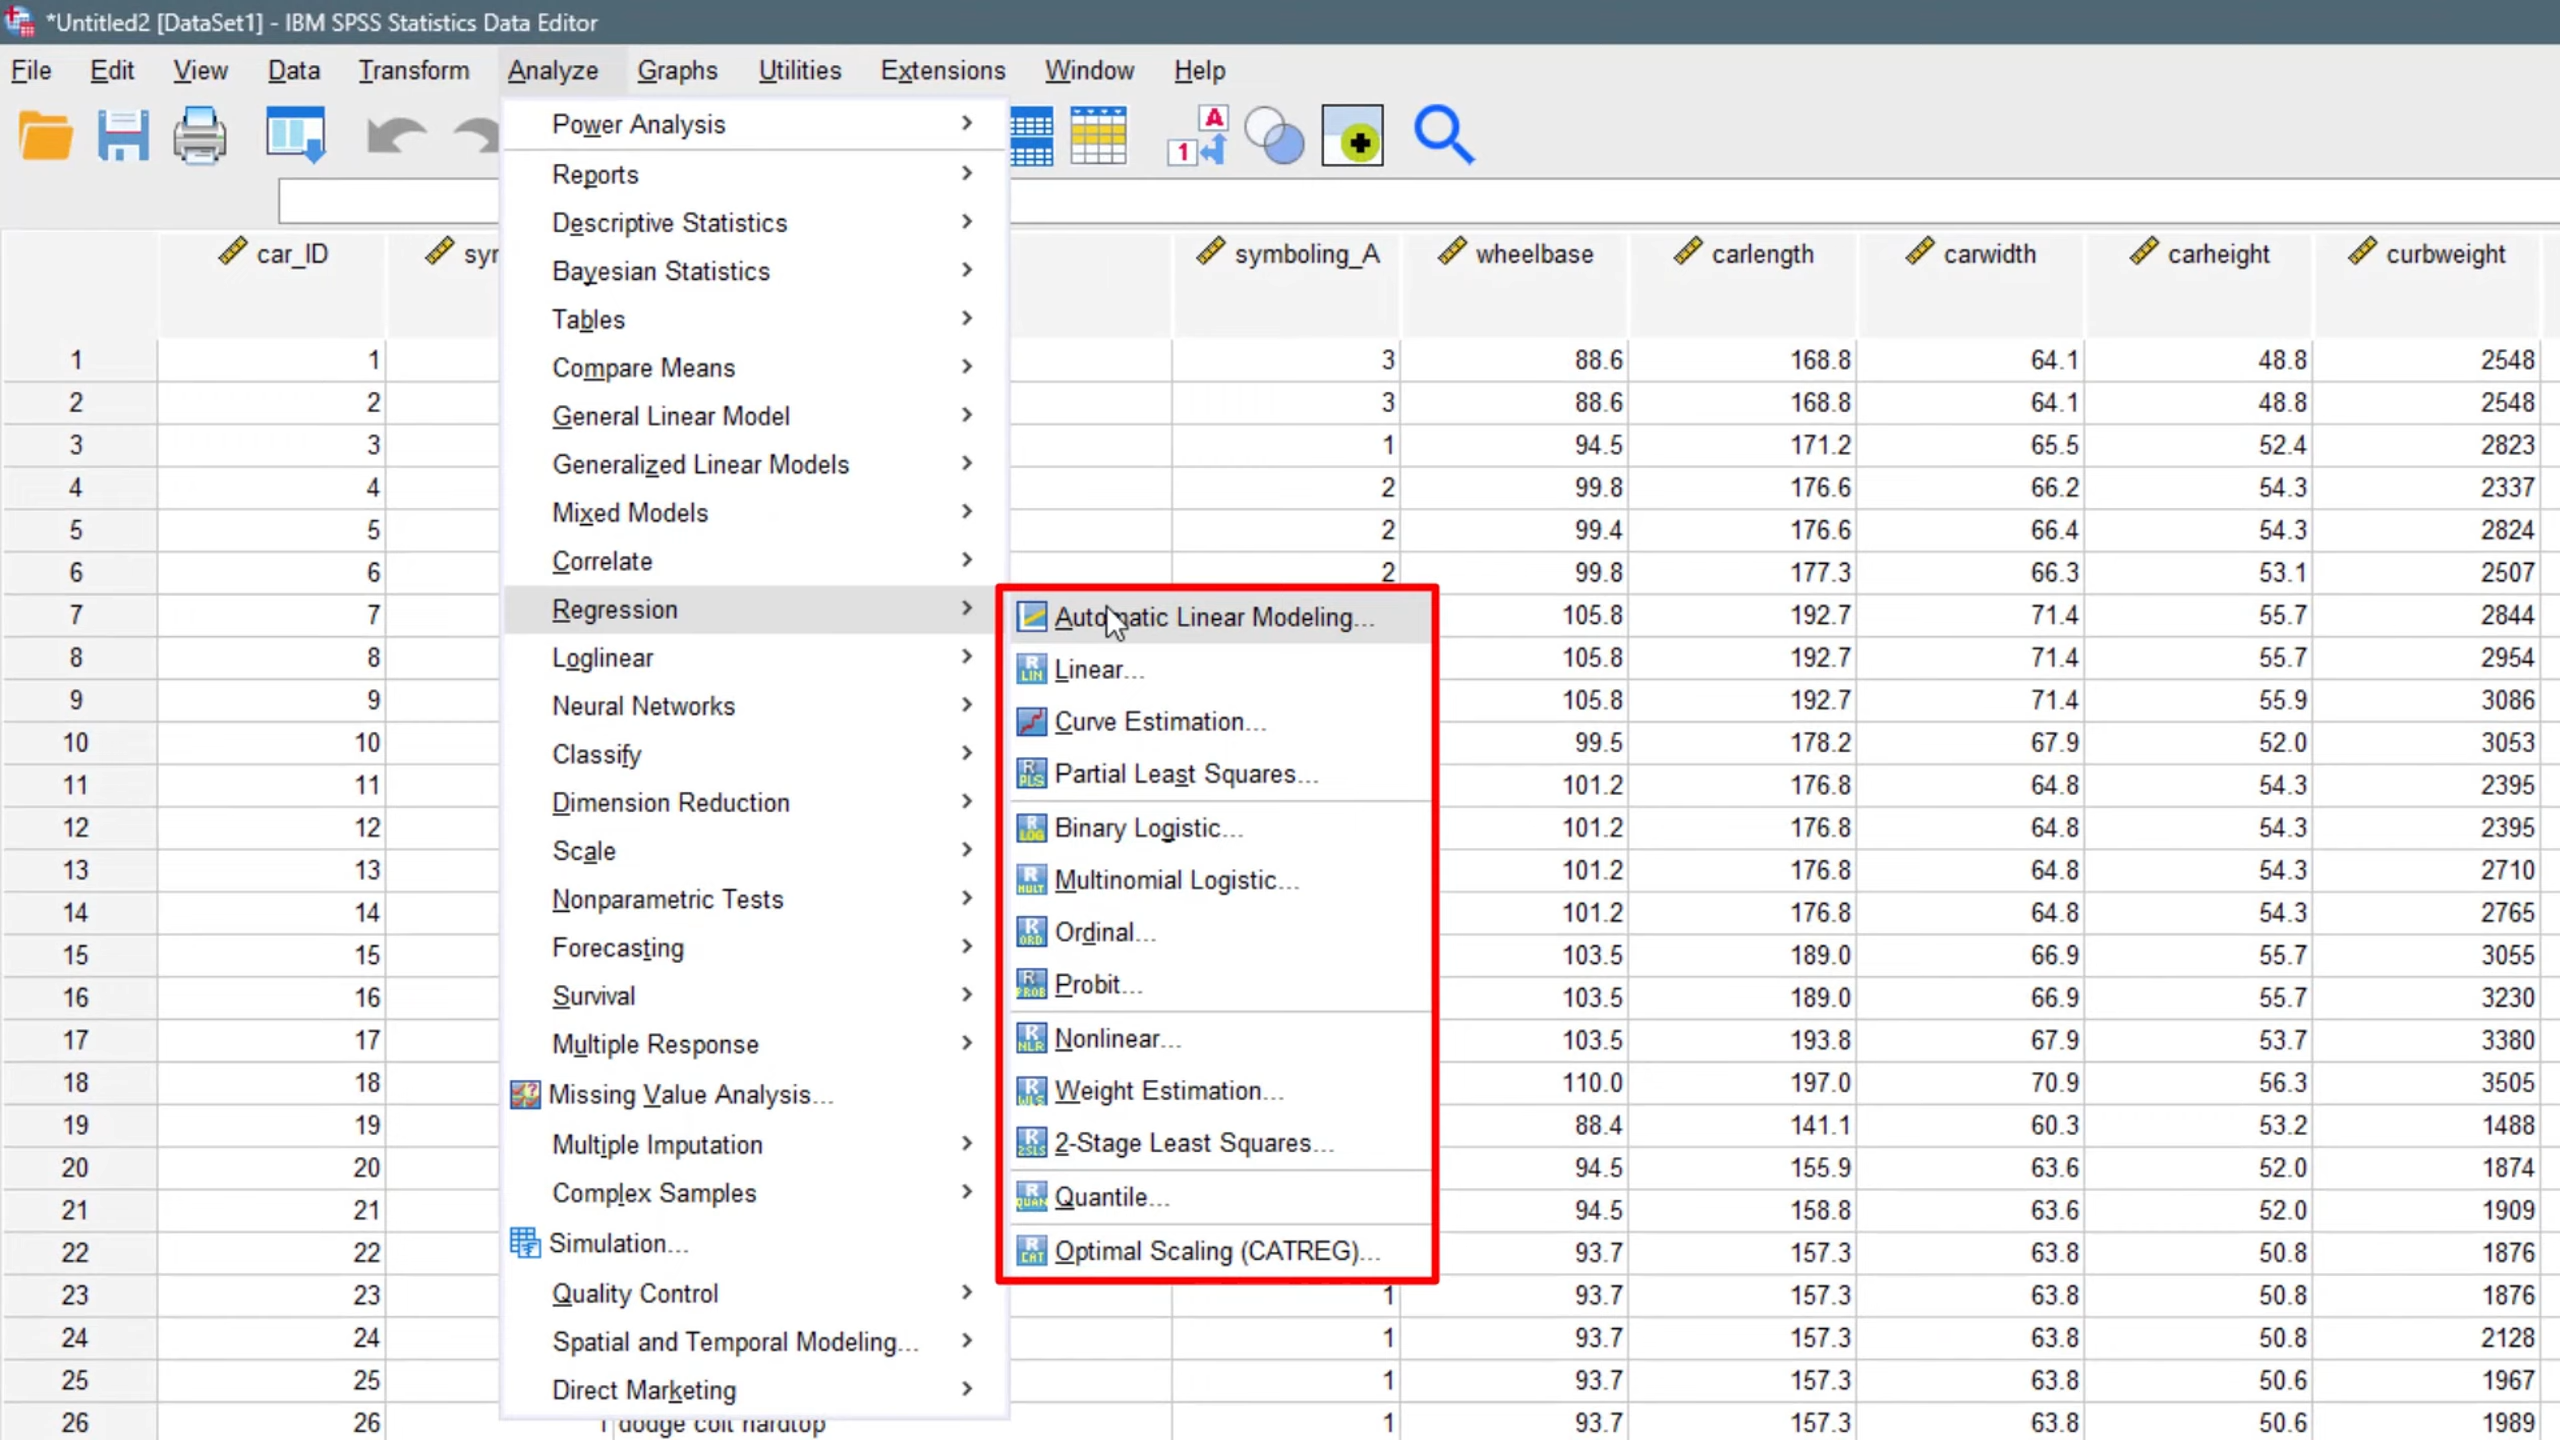 *Untitled2 [DataSet1] - IBM SPSS Statistics Data Editor
File Edit View Data Transform Analyze Graphs Utilities Extensions Window Help
Power Analysis
Reports
Descriptive Statistics
Bayesian Statistics
Tables
Compare Means
General Linear Model
Generalized Linear Models
Mixed Models
Correlate
Regression
Loglinear
Neural Networks
Classify
Dimension Reduction
Scale
Nonparametric Tests
Forecasting
Survival
Multiple Response
Missing Value Analysis...
Multiple Imputation
Complex Samples
Simulation...
Quality Control
Spatial and Temporal Modeling...
Direct Marketing
Automatic Linear Modeling...
Linear...
Curve Estimation...
Partial Least Squares...
Binary Logistic...
Multinomial Logistic...
Ordinal...
Probit...
Nonlinear...
Weight Estimation...
2-Stage Least Squares...
Quantile...
Optimal Scaling (CATREG)...
car_ID symboling_A wheelbase carlength carwidth carheight curbweight
1 1 3 88.6 168.8 64.1 48.8 2548
2 2 3 88.6 168.8 64.1 48.8 2548
3 3 1 94.5 171.2 65.5 52.4 2823
4 4 2 99.8 176.6 66.2 54.3 2337
5 5 2 99.4 176.6 66.4 54.3 2824
6 6 2 99.8 177.3 66.3 53.1 2507
7 7 105.8 192.7 71.4 55.7 2844
8 8 105.8 192.7 71.4 55.7 2954
9 9 105.8 192.7 71.4 55.9 3086
10 10 99.5 178.2 67.9 52.0 3053
11 11 101.2 176.8 64.8 54.3 2395
12 12 101.2 176.8 64.8 54.3 2395
13 13 101.2 176.8 64.8 54.3 2710
14 14 101.2 176.8 64.8 54.3 2765
15 15 103.5 189.0 66.9 55.7 3055
16 16 103.5 189.0 66.9 55.7 3230
17 17 103.5 193.8 67.9 53.7 3380
18 18 110.0 197.0 70.9 56.3 3505
19 19 88.4 141.1 60.3 53.2 1488
20 20 94.5 155.9 63.6 52.0 1874
21 21 94.5 158.8 63.6 52.0 1909
22 22 93.7 157.3 63.8 50.8 1876
23 23 1 93.7 157.3 63.8 50.8 1876
24 24 1 93.7 157.3 63.8 50.8 2128
25 25 1 93.7 157.3 63.8 50.6 1967
26 26 1 dodge colt hardtop 1 93.7 157.3 63.8 50.6 1989